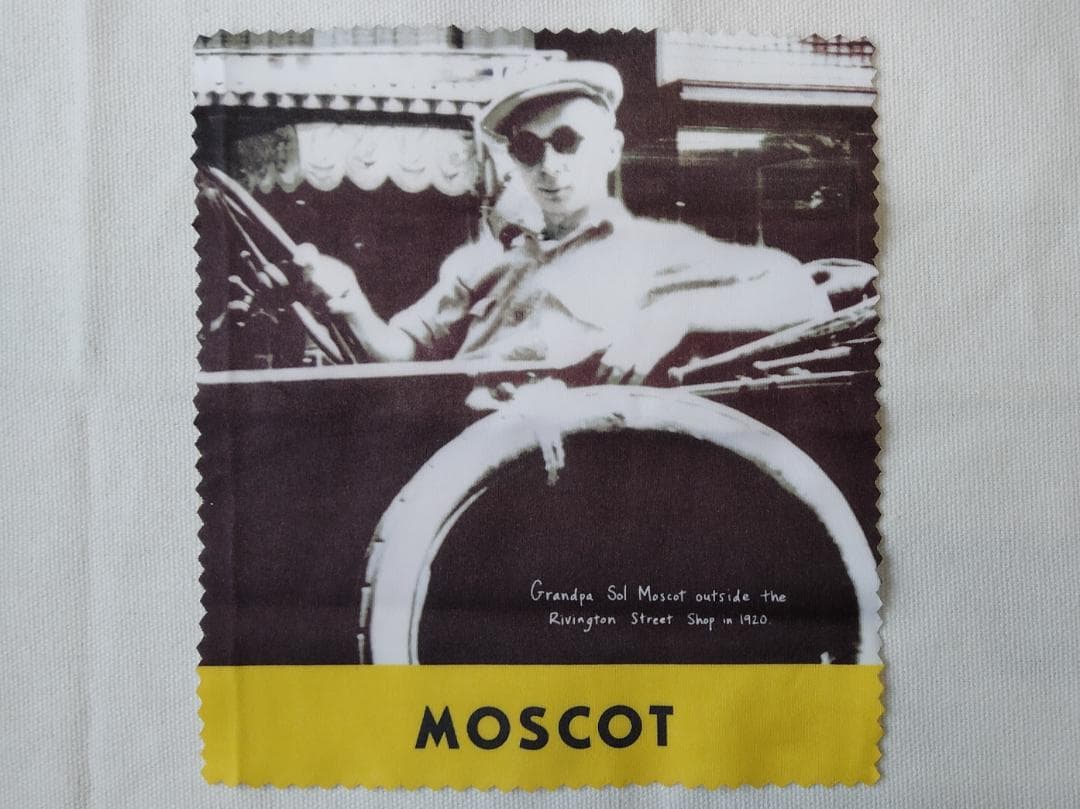 Grandpa Sol Moscot outside the
Rivington Street Shop in 1920.
MOSCOT